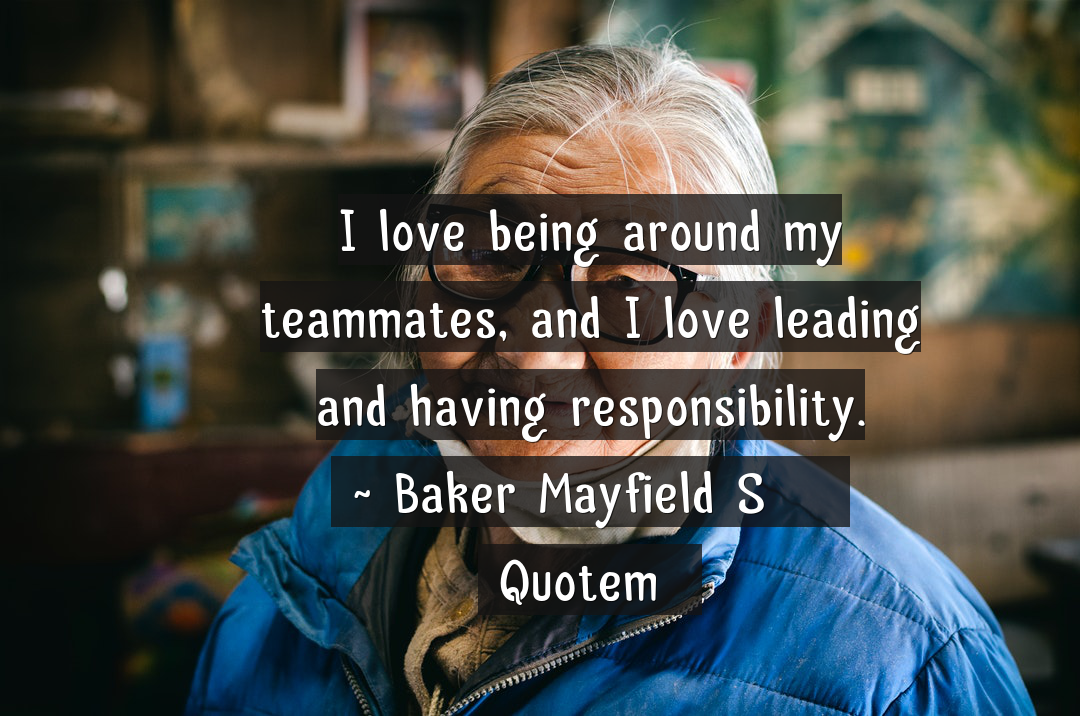 I love being around my
teammates, and I love leading
and having responsibility.
~ Baker Mayfield S
Quotem